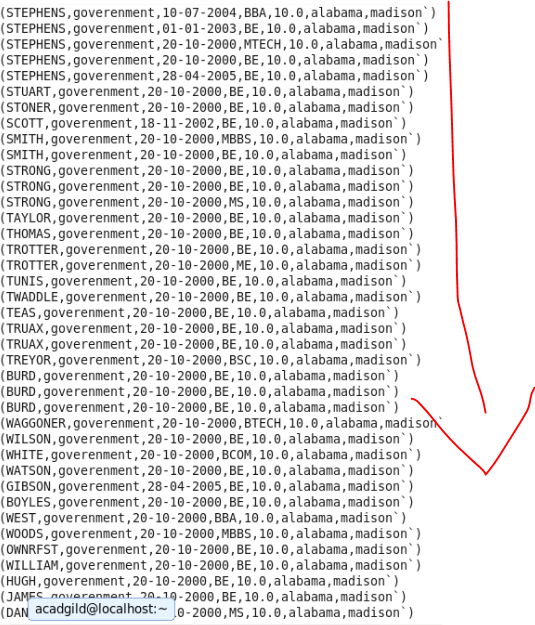 (STEPHENS,goverenment,10-07-2004,BBA,10.0,alabama,madison`)
(STEPHENS,goverenment,01-01-2003,BE,10.0,alabama,madison`)
(STEPHENS,goverenment,20-10-2000,MTECH,10.0,alabama,madison`
(STEPHENS,goverenment,20-10-2000,BE,10.0,alabama,madison`)
(STEPHENS,goverenment,28-04-2005,BE,10.0,alabama,madison`)
(STUART,goverenment,20-10-2000,BE,10.0,alabama,madison`)
(STONER,goverenment,20-10-2000,BE,10.0,alabama,madison`)
(SCOTT,goverenment,18-11-2002,BE,10.0,alabama,madison`)
(SMITH,goverenment,20-10-2000,MBBS,10.0,alabama,madison`)
(SMITH,goverenment,20-10-2000,BE,10.0,alabama,madison`)
(STRONG,goverenment,20-10-2000,BE,10.0,alabama,madison`)
(STRONG,goverenment,20-10-2000,BE,10.0,alabama,madison`)
(STRONG,goverenment,20-10-2000,MS,10.0,alabama,madison`)
(TAYLOR,goverenment,20-10-2000,BE,10.0,alabama,madison`)
(THOMAS,goverenment,20-10-2000,BE,10.0,alabama,madison`)
(TROTTER,goverenment,20-10-2000,BE,10.0,alabama,madison`)
(TROTTER,goverenment,20-10-2000,ME,10.0,alabama,madison`)
(TUNIS,goverenment,20-10-2000,BE,10.0,alabama,madison`)
(TWADDLE,goverenment,20-10-2000,BE,10.0,alabama,madison`)
(TEAS,goverenment,20-10-2000,BE,10.0,alabama,madison`)
(TRUAX,goverenment,20-10-2000,BE,10.0,alabama,madison`)
(TRUAX,goverenment,20-10-2000,BE,10.0,alabama,madison`)
(TREYOR,goverenment,20-10-2000,BSC,10.0,alabama,madison`)
(BURD,goverenment,20-10-2000,BE,10.0,alabama,madison`)
(BURD,goverenment,20-10-2000,BE,10.0,alabama,madison`)
(BURD,goverenment,20-10-2000,BE,10.0,alabama,madison`)
(WAGGONER,goverenment,20-10-2000,BTECH,10.0,alabama,madison`
(WILSON,goverenment,20-10-2000,BE,10.0,alabama,madison`)
(WHITE,goverenment,20-10-2000,BCOM,10.0,alabama,madison`)
(WATSON,goverenment,20-10-2000,BE,10.0,alabama,madison`)
(GIBSON,goverenment,28-04-2005,BE,10.0,alabama,madison`)
(BOYLES,goverenment,20-10-2000,BE,10.0,alabama,madison`)
(WEST,goverenment,20-10-2000,BBA,10.0,alabama,madison`)
(WOODS,goverenment,20-10-2000,MBBS,10.0,alabama,madison`)
(OWNRFST,goverenment,20-10-2000,BE,10.0,alabama,madison`)
(WILLIAM,goverenment,20-10-2000,BE,10.0,alabama,madison`)
(HUGH,goverenment,20-10-2000,BE,10.0,alabama,madison`)
(JAMES,goverenment,20-10-2000,BE,10.0,alabama,madison`)
(DAN 0-2000,MS,10.0,alabama,madison`)
acadgild@localhost:~